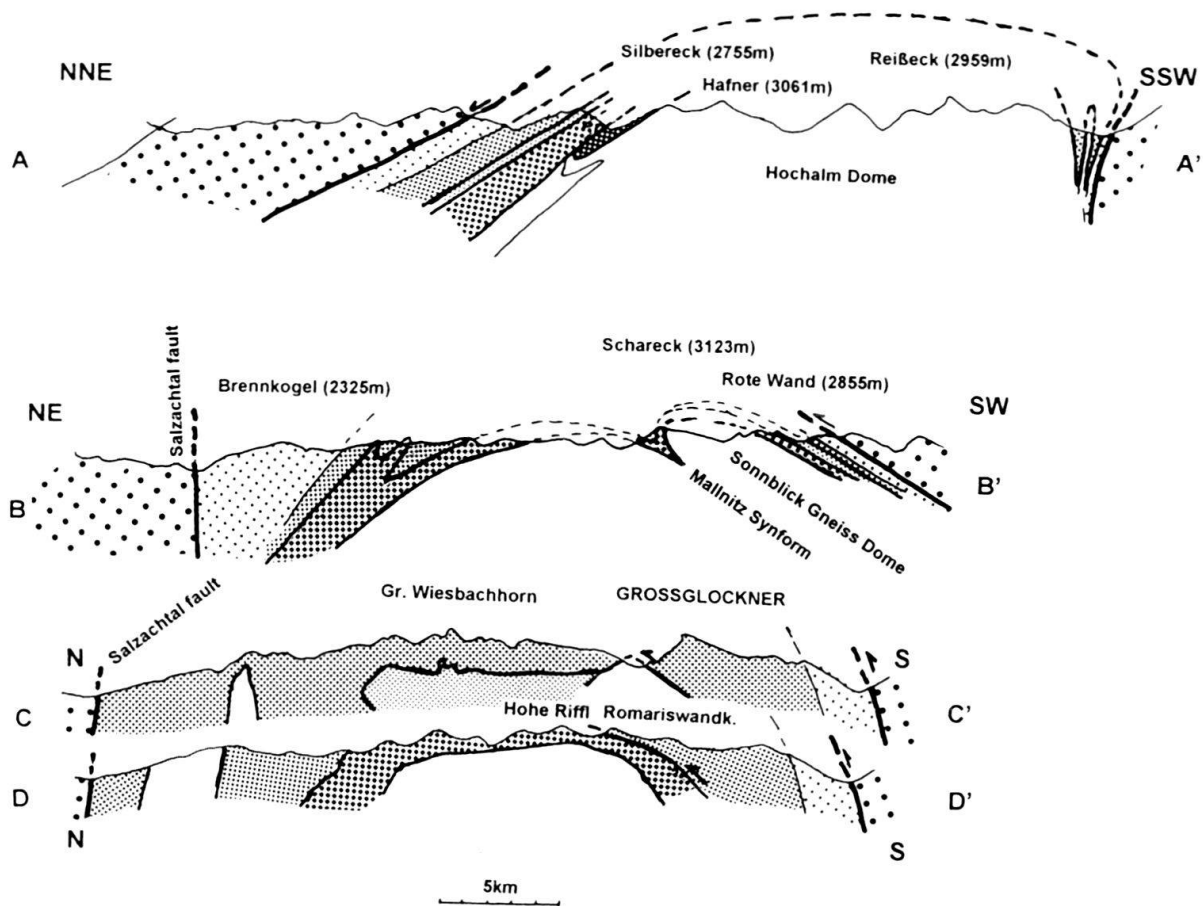 NNE
Silbereck (2755m)
Reißeck (2959m)
SSW
Hafner (3061m)
A
Hochalm Dome
A'
Salzachtal fault
Schareck (3123m)
Brennkogel (2325m)
Rote Wand (2855m)
NE
SW
B
Sonnblick Gneiss Dome
Mallnitz Synform
B'
Salzachtal fault
Gr. Wiesbachhorn
GROSSGLOCKNER
N
S
C
C'
Hohe Riffl
Romariswandk.
D
D'
N
S
5km